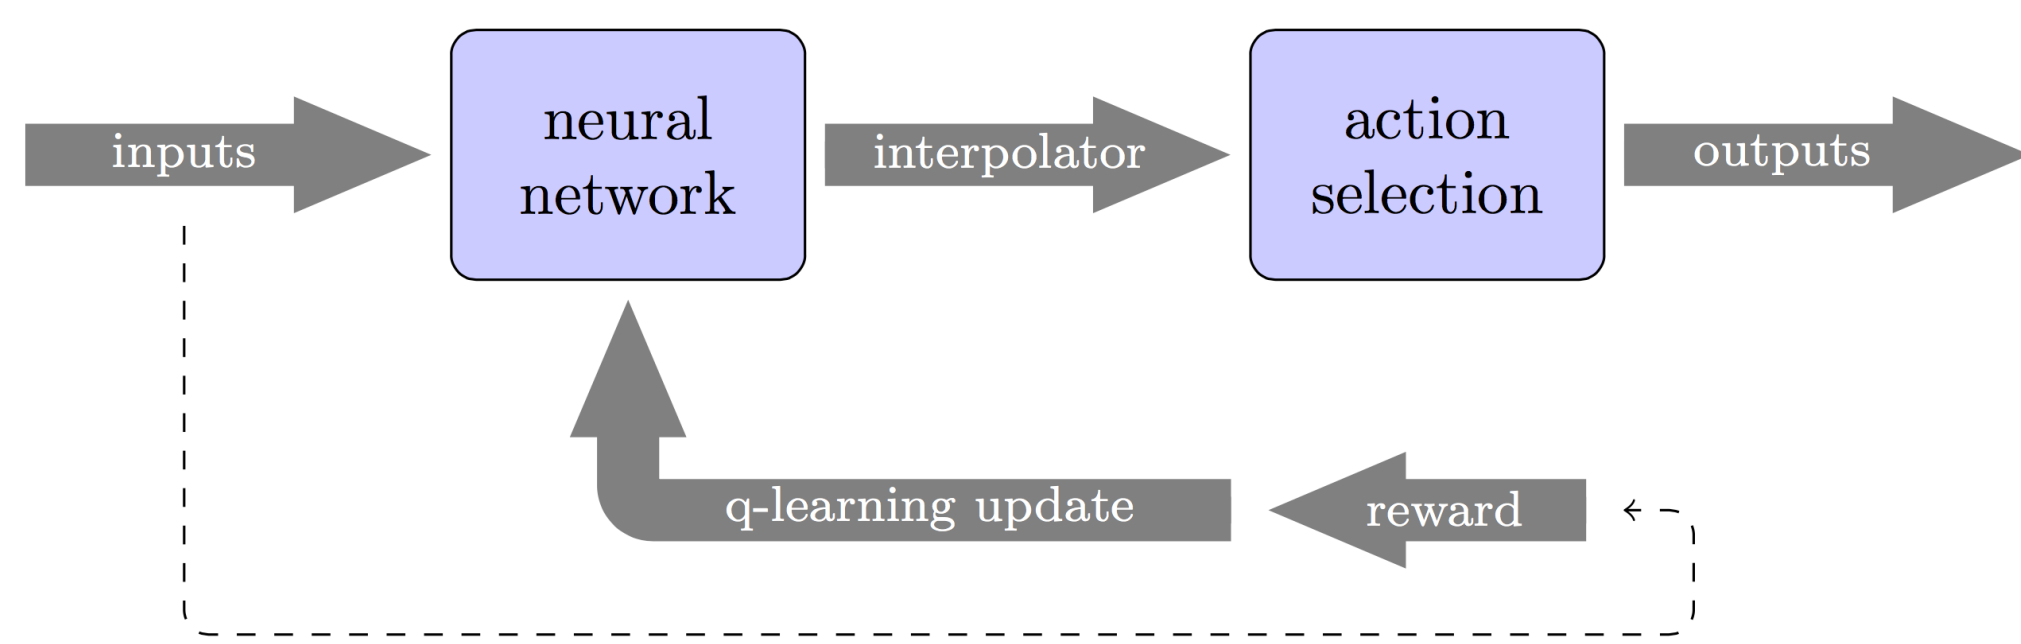 inputs
neural
network
interpolator
action
selection
outputs
q-learning update
reward